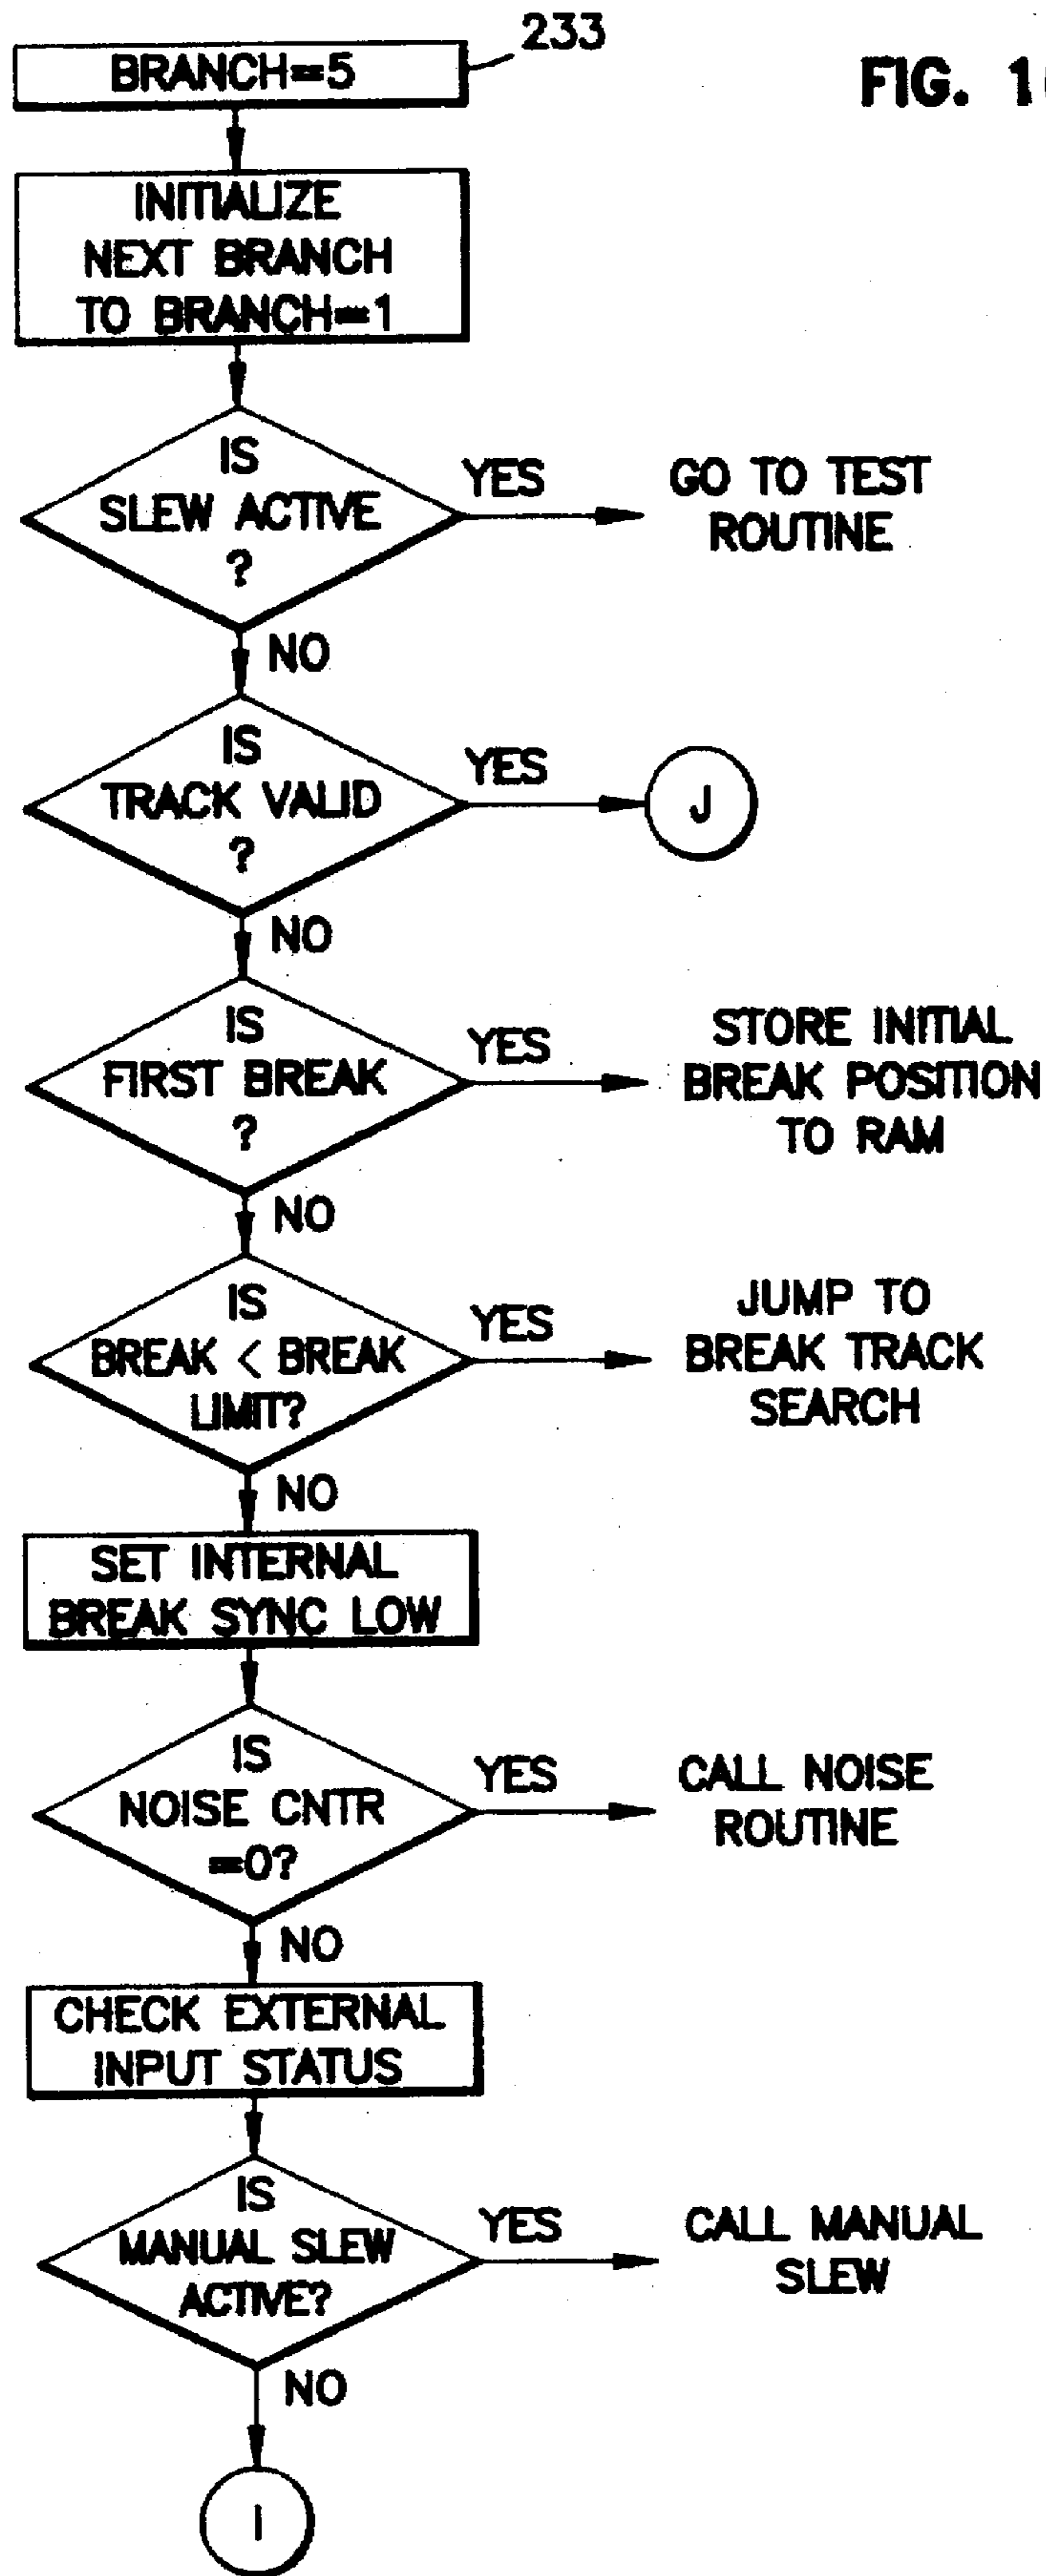 233
BRANCH=5
FIG. 1
INITIALIZE
NEXT BRANCH
TO BRANCH=1
IS
SLEW ACTIVE
?
YES
GO TO TEST
ROUTINE
NO
IS
TRACK VALID
?
YES
J
NO
IS
FIRST BREAK
?
YES
STORE INITIAL
BREAK POSITION
TO RAM
NO
IS
BREAK < BREAK
LIMIT?
YES
JUMP TO
BREAK TRACK
SEARCH
NO
SET INTERNAL
BREAK SYNC LOW
IS
NOISE CNTR
=0?
YES
CALL NOISE
ROUTINE
NO
CHECK EXTERNAL
INPUT STATUS
IS
MANUAL SLEW
ACTIVE?
YES
CALL MANUAL
SLEW
NO
I